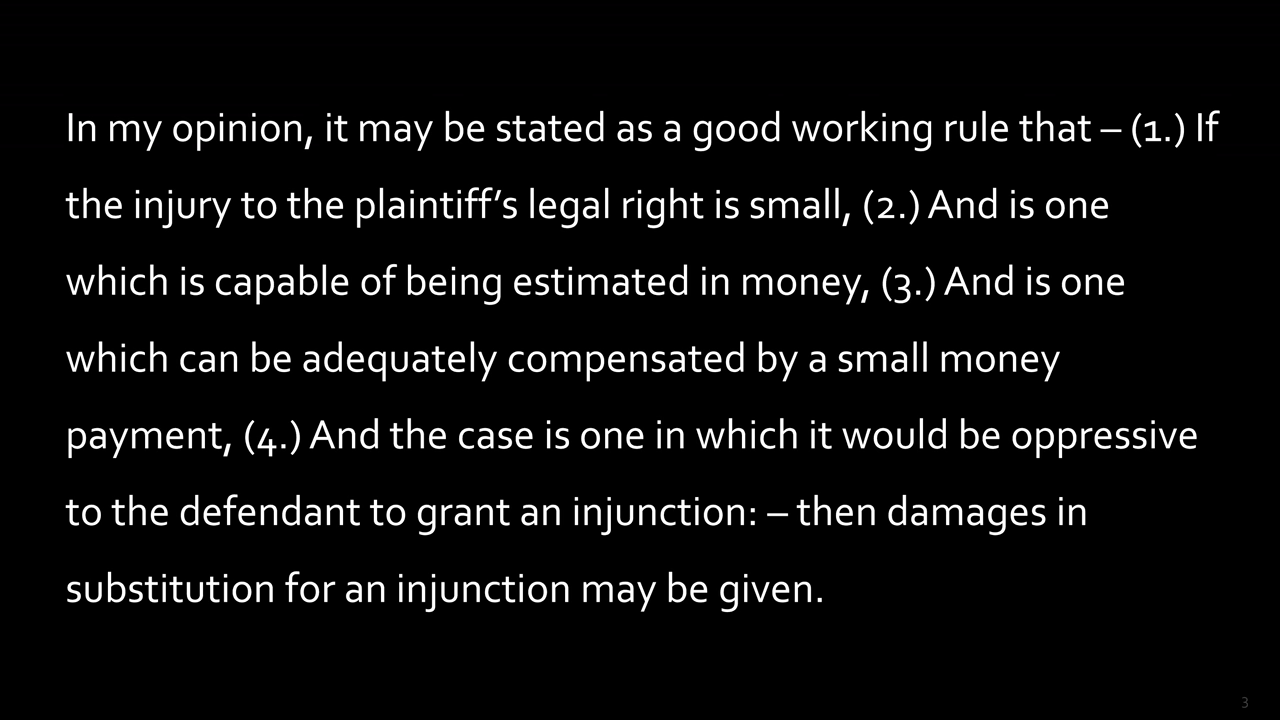 In my opinion, it may be stated as a good working rule that – (1.) If
the injury to the plaintiff’s legal right is small, (2.) And is one
which is capable of being estimated in money, (3.) And is one
which can be adequately compensated by a small money
payment, (4.) And the case is one in which it would be oppressive
to the defendant to grant an injunction: – then damages in
substitution for an injunction may be given.
3